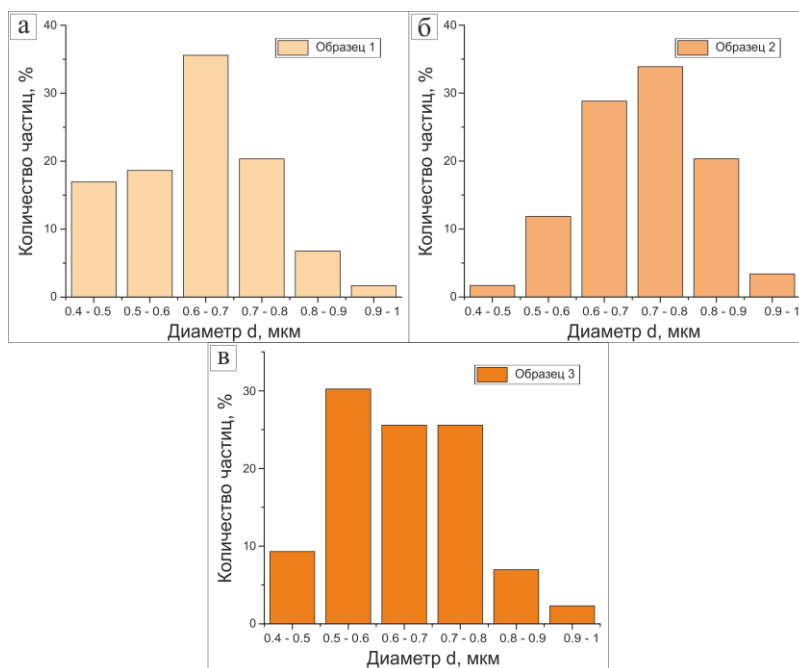 а
Образец 1
Количество частиц, %
40
30
20
10
0
0.4 - 0.5 0.5 - 0.6 0.6 - 0.7 0.7 - 0.8 0.8 - 0.9 0.9 - 1
Диаметр d, мкм
б
Образец 2
Количество частиц, %
40
30
20
10
0
0.4 - 0.5 0.5 - 0.6 0.6 - 0.7 0.7 - 0.8 0.8 - 0.9 0.9 - 1
Диаметр d, мкм
в
Образец 3
Количество частиц, %
30
20
10
0
0.4 - 0.5 0.5 - 0.6 0.6 - 0.7 0.7 - 0.8 0.8 - 0.9 0.9 - 1
Диаметр d, мкм